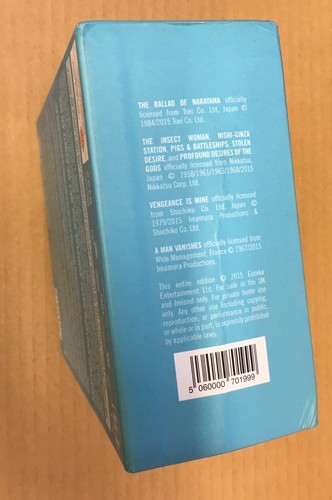 THE BALLAD OF NARAYAMA officially
licensed from Toei Co. Ltd, Japan ©
1984/2015 Toei Co. Ltd.
THE INSECT WOMAN, NISHI-GINZA
STATION, PIGS & BATTLESHIPS, STOLEN
DESIRE, and PROFOUND DESIRES OF THE
GODS officially licensed from Nikkatsu,
Japan © 1958/1961/1963/1968/2015
Nikkatsu Corp. Ltd.
VENGEANCE IS MINE officially licensed
from Shochiku Co. Ltd, Japan ©
1979/2015 Imamura Productions &
Shochiku Co. Ltd.
A MAN VANISHES officially licensed from
Wide Management, France © 1967/2015
Imamura Productions.
This entire edition © 2015 Eureka
Entertainment Ltd. For sale in the UK
and Ireland only. For private home use
only. Any other use including copying,
reproduction, or performance in public,
in whole or in part, is expressly prohibited
by applicable laws.
5 060000 701999